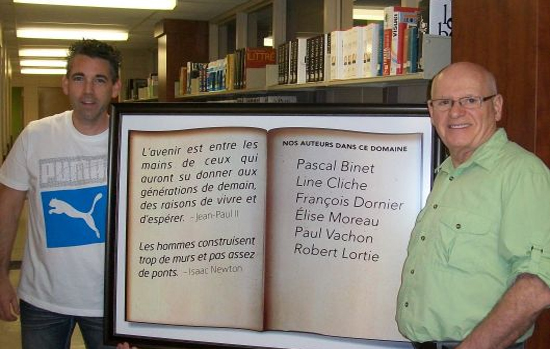 PUMA
L'avenir est entre les
mains de ceux qui
auront su donner aux
générations de demain,
des raisons de vivre et
d'espérer. - Jean-Paul II
Les hommes construisent
trop de murs et pas assez
de ponts. - Isaac Newton
NOS AUTEURS DANS CE DOMAINE
Pascal Binet
Line Cliche
François Dornier
Élise Moreau
Paul Vachon
Robert Lortie